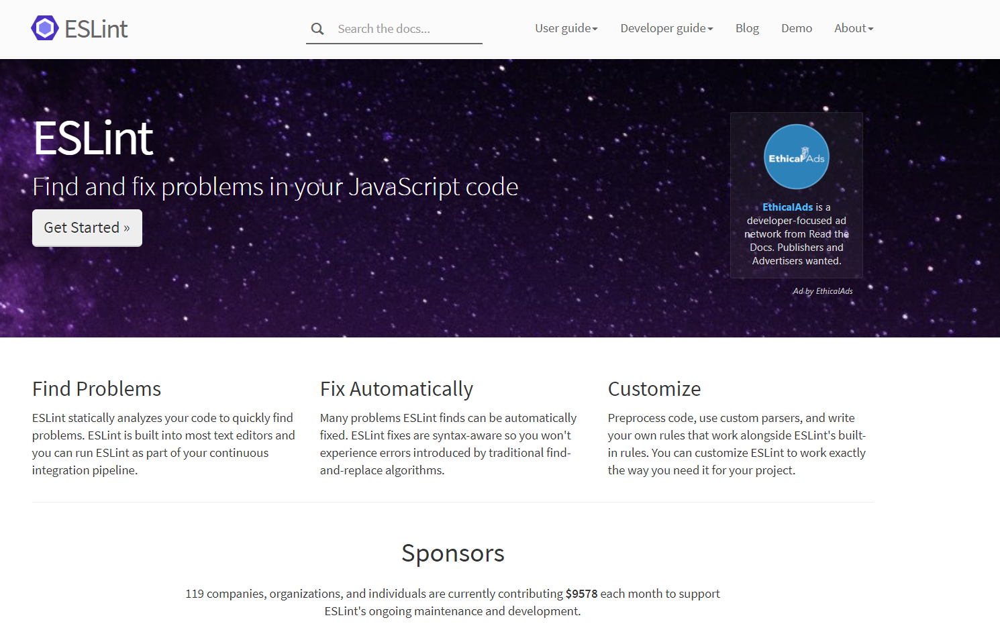 ESLint
Search the docs...
User guide
Developer guide
Blog
Demo
About
ESLint
Find and fix problems in your JavaScript code
Get Started »
Ethical Ads
EthicalAds is a
developer-focused ad
network from Read the
Docs. Publishers and
Advertisers wanted.
Ad by EthicalAds
Find Problems
ESLint statically analyzes your code to quickly find
problems. ESLint is built into most text editors and
you can run ESLint as part of your continuous
integration pipeline.
Fix Automatically
Many problems ESLint finds can be automatically
fixed. ESLint fixes are syntax-aware so you won't
experience errors introduced by traditional find-
and-replace algorithms.
Customize
Preprocess code, use custom parsers, and write
your own rules that work alongside ESLint's built-
in rules. You can customize ESLint to work exactly
the way you need it for your project.
Sponsors
119 companies, organizations, and individuals are currently contributing $9578 each month to support
ESLint's ongoing maintenance and development.